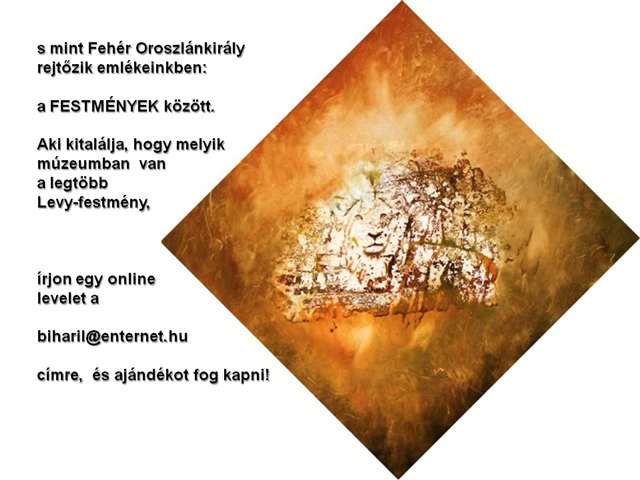 s mint Fehér Oroszlánkirály
rejtőzik emlékeinkben:
a FESTMÉNYEK között.
Aki kitalálja, hogy melyik
múzeumban van
a legtöbb
Levy-festmény,
írjon egy online
levelet a
biharil@enternet.hu
címre, és ajándékot fog kapni!